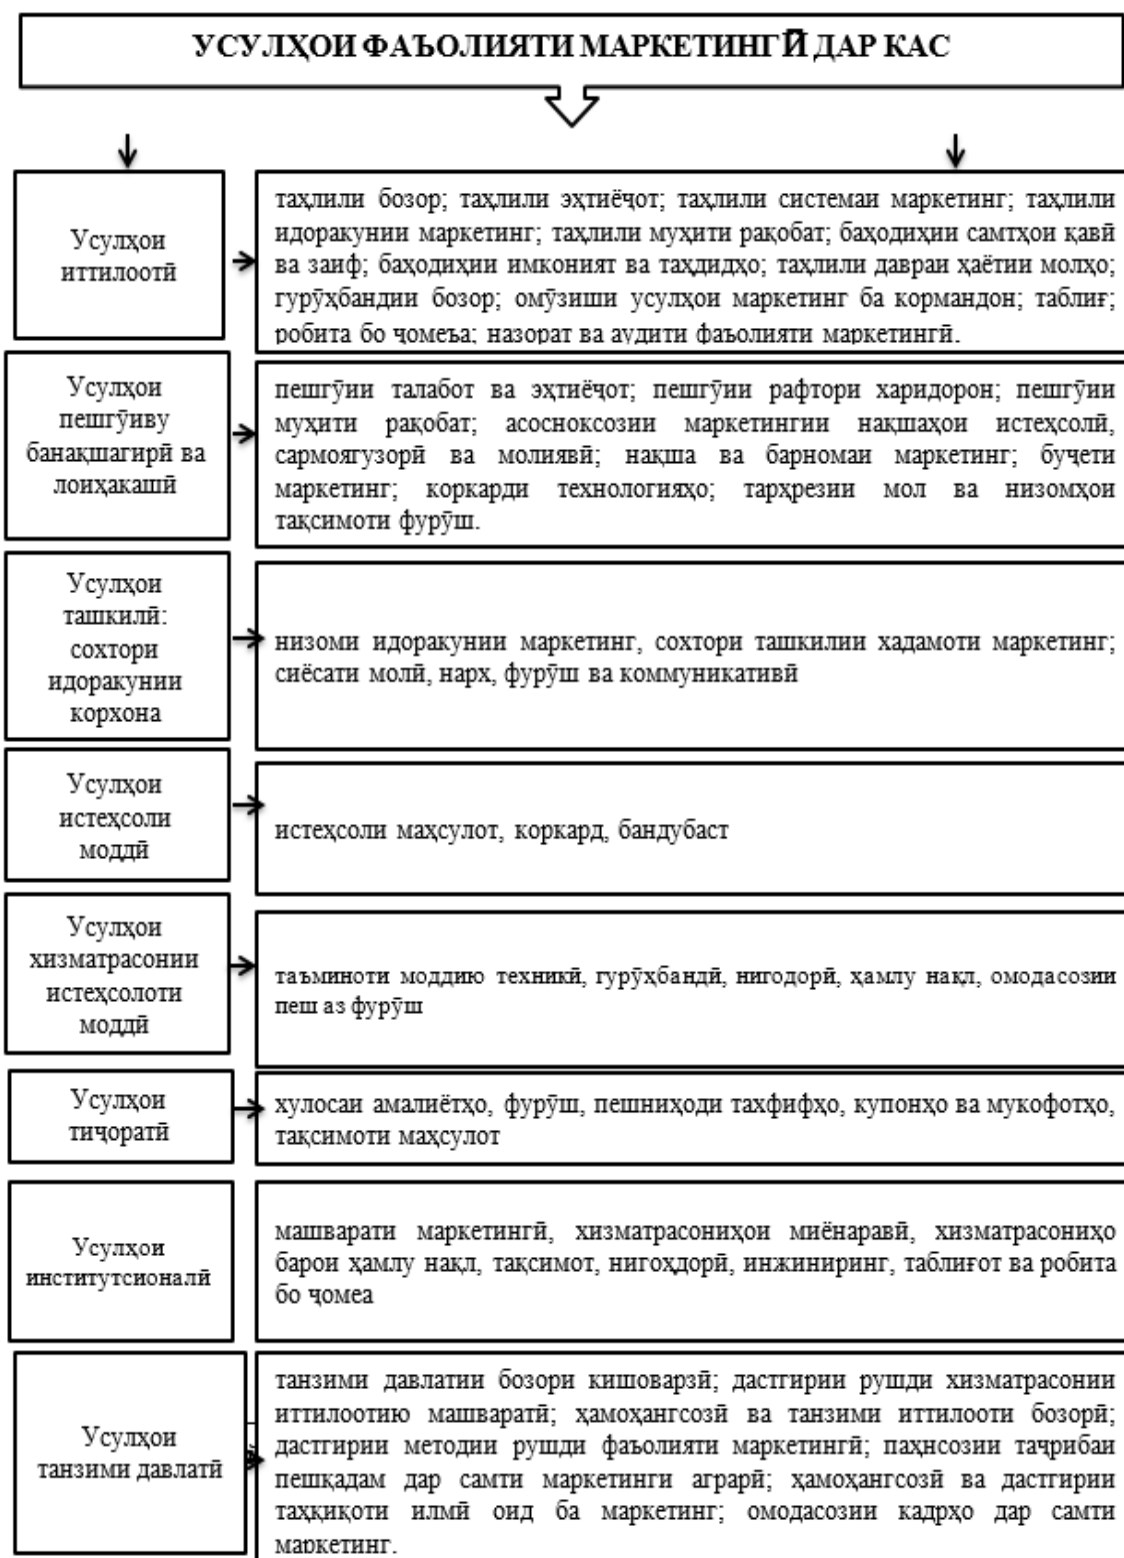 УСУЛҲОИ ФАЪОЛИЯТИ МАРКЕТИНГӢ ДАР КАС
Усулҳои
иттилоотӣ
таҳлили бозор; таҳлили эҳтиёҷот; таҳлили системаи маркетинг; таҳлили
идоракунии маркетинг; таҳлили муҳити рақобат; баҳодиҳии самтҳои қавӣ
ва заиф; баҳодиҳии имконият ва таҳдидҳо; таҳлили давраи ҳаётии молҳо;
гурӯҳбандии бозор; омӯзиши усулҳои маркетинг ба кормандон; таблиғ;
робита бо ҷомеъа; назорат ва аудити фаъолияти маркетингӣ.
Усулҳои
пешгӯиву
банақшагирӣ ва
лоиҳакашӣ
пешгӯии талабот ва эҳтиёҷот; пешгӯии рафтори харидорон; пешгӯии
муҳити рақобат; асосноксозии маркетингии нақшаҳои истеҳсолӣ,
сармоягузорӣ ва молиявӣ; нақша ва барномаи маркетинг; буҷети
маркетинг; коркарди технологияҳо; тарҳрезии мол ва низомҳои
тақсимоти фурӯш.
Усулҳои
ташкилӣ:
сохтори
идоракунии
корхона
низоми идоракунии маркетинг, сохтори ташкилии хадамоти маркетинг;
сиёсати молӣ, нарх, фурӯш ва коммуникативӣ
Усулҳои
истеҳсоли
моддӣ
истеҳсоли маҳсулот, коркард, бандубаст
Усулҳои
хизматрасонии
истеҳсолоти
моддӣ
таъминоти моддию техникӣ, гурӯҳбандӣ, нигодорӣ, ҳамлу нақл, омодасозии
пеш аз фурӯш
Усулҳои
тиҷоратӣ
хулосаи амалиётҳо, фурӯш, пешниҳоди тахфифҳо, купонҳо ва мукофотҳо,
тақсимоти маҳсулот
Усулҳои
институтсионалӣ
машварати маркетингӣ, хизматрасониҳои миёнаравӣ, хизматрасониҳо
барои ҳамлу нақл, тақсимот, нигоҳдорӣ, инжиниринг, таблиғот ва робита
бо ҷомеа
Усулҳои
танзими давлатӣ
танзими давлатии бозори кишоварзӣ; дастгирии рушди хизматрасонии
иттилоотию машваратӣ; ҳамоҳангсозӣ ва танзими иттилооти бозорӣ;
дастгирии методии рушди фаъолияти маркетингӣ; паҳнсозии таҷрибаи
пешқадам дар самти маркетинги аграрӣ; ҳамоҳангсозӣ ва дастгирии
таҳқиқоти илмӣ оид ба маркетинг; омодасозии кадрҳо дар самти
маркетинг.